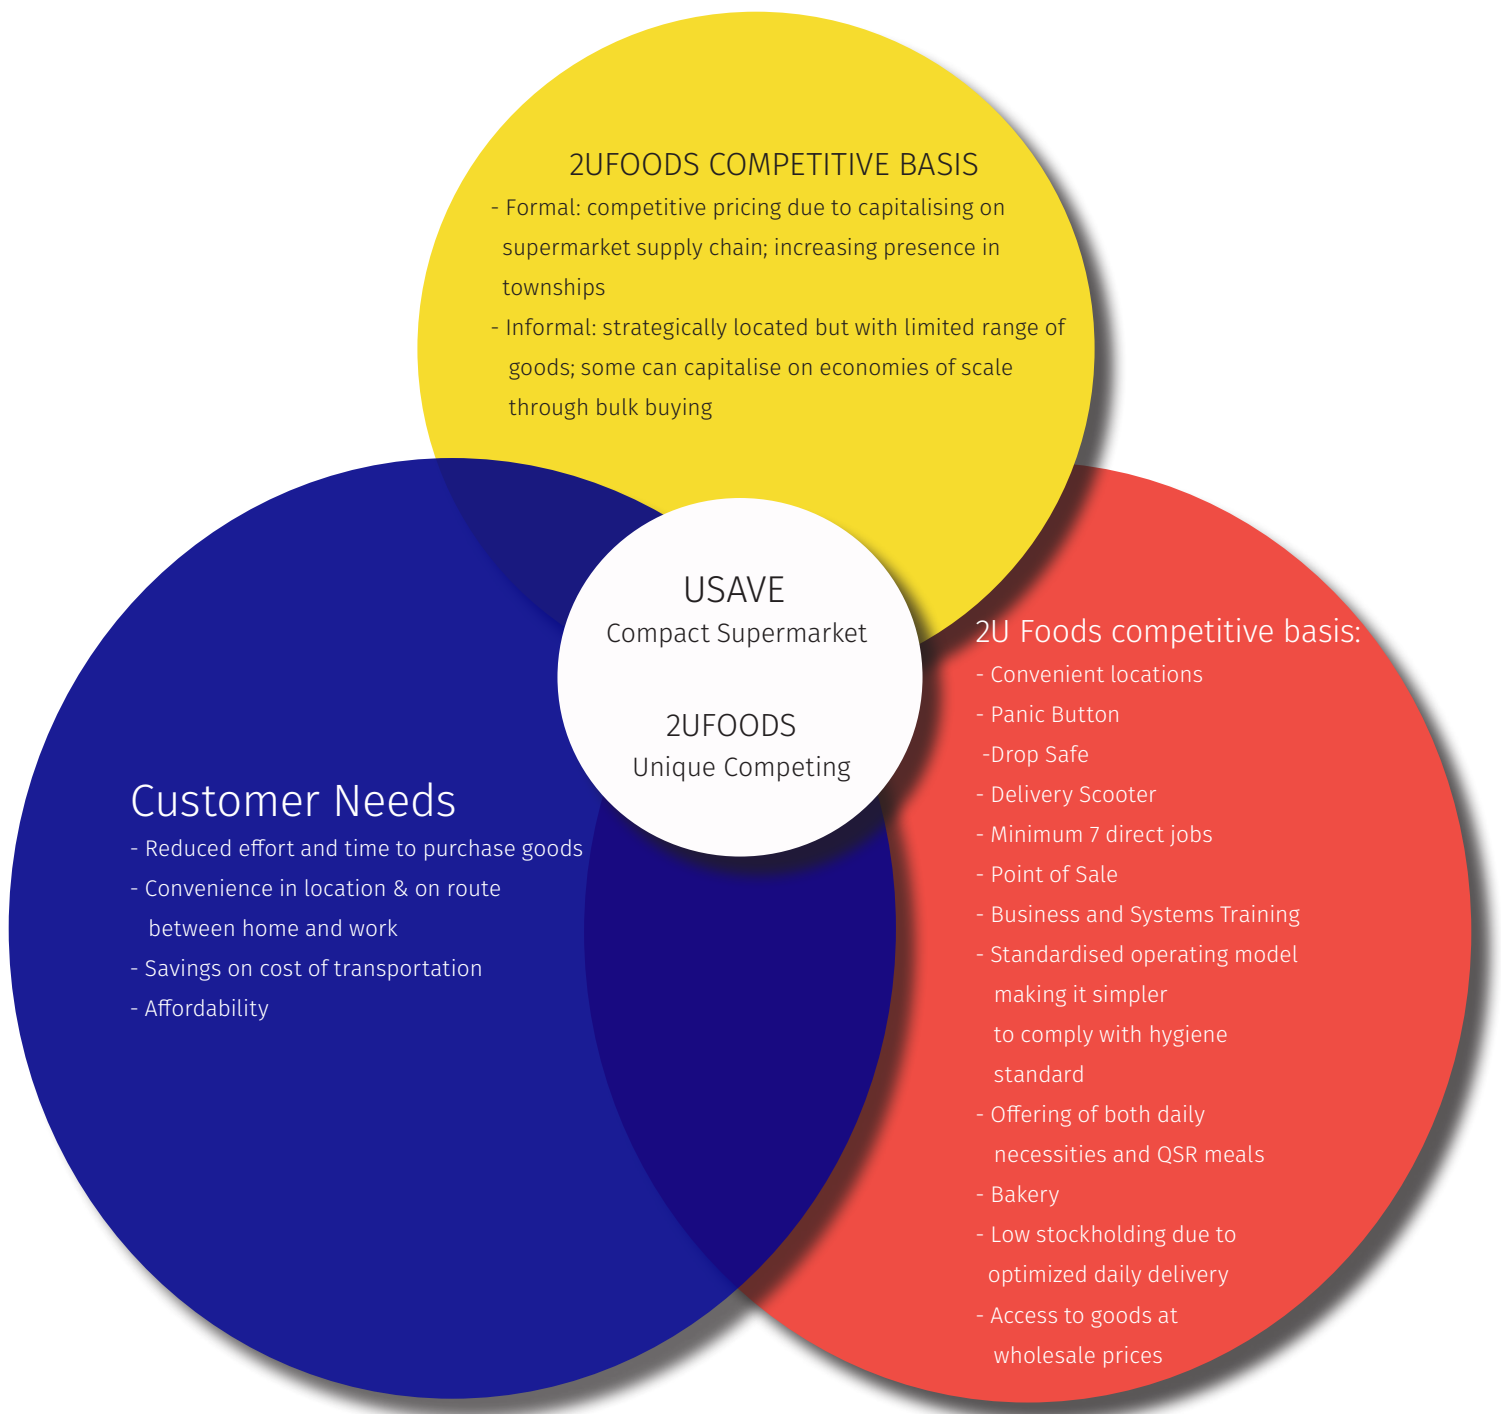 2UFOODS COMPETITIVE BASIS
- Formal: competitive pricing due to capitalising on
supermarket supply chain; increasing presence in
townships
- Informal: strategically located but with limited range of
goods; some can capitalise on economies of scale
through bulk buying
USAVE
Compact Supermarket
2UFOODS
Unique Competing
Customer Needs
- Reduced effort and time to purchase goods
- Convenience in location & on route
between home and work
- Savings on cost of transportation
- Affordability
2U Foods competitive basis:
- Convenient locations
- Panic Button
-Drop Safe
- Delivery Scooter
- Minimum 7 direct jobs
- Point of Sale
- Business and Systems Training
- Standardised operating model
making it simpler
to comply with hygiene
standard
- Offering of both daily
necessities and QSR meals
- Bakery
- Low stockholding due to
optimized daily delivery
- Access to goods at
wholesale prices